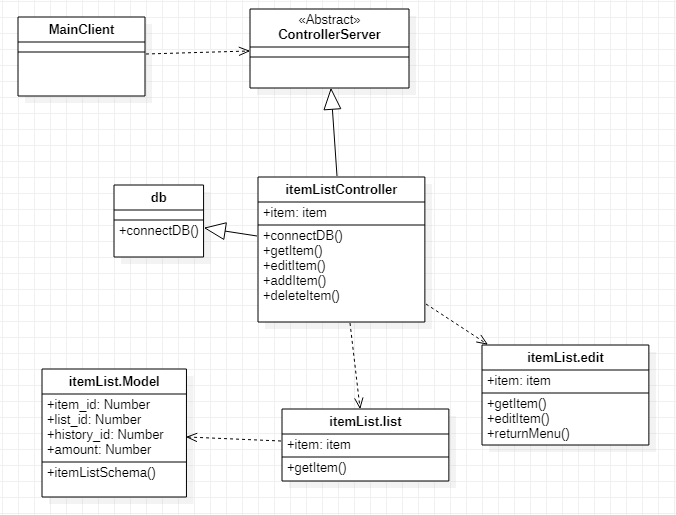 MainClient
«Abstract»
ControllerServer
db
+connectDB()
itemListController
+item: item
+connectDB()
+getItem()
+editItem()
+addItem()
+deleteItem()
itemList.Model
+item_id: Number
+list_id: Number
+history_id: Number
+amount: Number
+itemListSchema()
itemList.list
+item: item
+getItem()
itemList.edit
+item: item
+getItem()
+editItem()
+returnMenu()